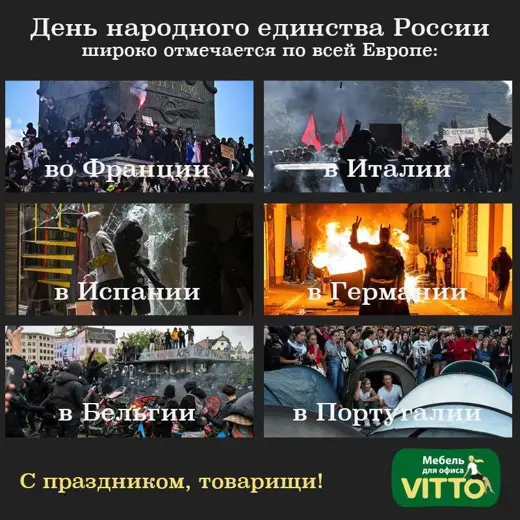 День народного единства России
широко отмечается по всей Европе:
во Франции
в Италии
в Испании
в Германии
в Бельгии
в Португалии
С праздником, товарищи!
Мебель
для офиса
VITTO